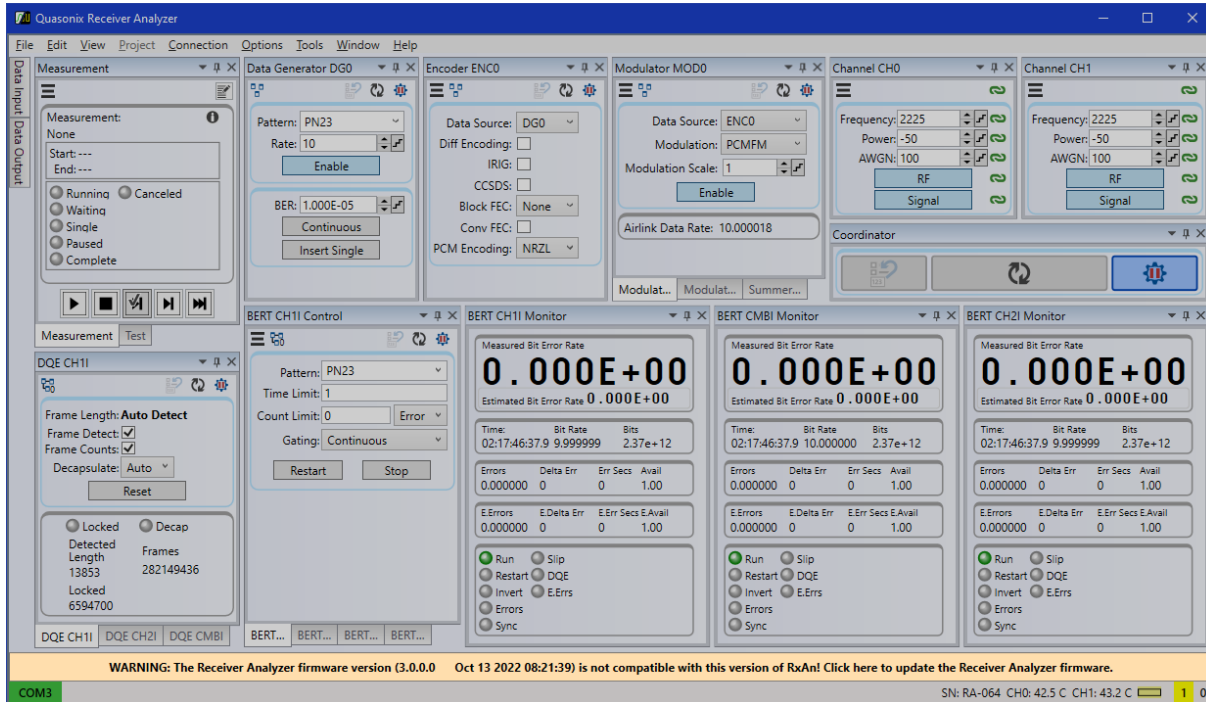 Quasonix Receiver Analyzer
File Edit View Project Connection Options Tools Window Help
Data Input
Data Output
Measurement
Measurement:
None
Start: ---
End: ---
Running Canceled
Waiting
Single
Paused
Complete
Measurement Test
Data Generator DG0
Pattern: PN23
Rate: 10
Enable
BER: 1.000E-05
Continuous
Insert Single
Encoder ENC0
Data Source: DG0
Diff Encoding:
IRIG:
CCSDS:
Block FEC: None
Conv FEC:
PCM Encoding: NRZL
Modulator MOD0
Data Source: ENC0
Modulation: PCMFM
Modulation Scale: 1
Enable
Airlink Data Rate: 10.000018
Modulat... Modulat... Summer...
Channel CH0
Frequency: 2225
Power: -50
AWGN: 100
RF
Signal
Channel CH1
Frequency: 2225
Power: -50
AWGN: 100
RF
Signal
Coordinator
DQE CH1I
Frame Length: Auto Detect
Frame Detect:
Frame Counts:
Decapsulate: Auto
Reset
Locked Decap
Detected Length
13853
Frames
282149436
Locked
6594700
DQE CH1I DQE CH2I DQE CMBI
BERT CH1I Control
Pattern: PN23
Time Limit: 1
Count Limit: 0 Error
Gating: Continuous
Restart Stop
BERT... BERT... BERT... BERT...
BERT CH1I Monitor
Measured Bit Error Rate
0.000E+00
Estimated Bit Error Rate 0.000E+00
Time: Bit Rate Bits
02:17:46:37.9 9.999999 2.37e+12
Errors Delta Err Err Secs Avail
0.000000 0 0 1.00
E.Errors E.Delta Err E.Err Secs E.Avail
0.000000 0 0 1.00
Run Slip
Restart DQE
Invert E.Errs
Errors
Sync
BERT CMBI Monitor
Measured Bit Error Rate
0.000E+00
Estimated Bit Error Rate 0.000E+00
Time: Bit Rate Bits
02:17:46:37.9 10.000000 2.37e+12
Errors Delta Err Err Secs Avail
0.000000 0 0 1.00
E.Errors E.Delta Err E.Err Secs E.Avail
0.000000 0 0 1.00
Run Slip
Restart DQE
Invert E.Errs
Errors
Sync
BERT CH2I Monitor
Measured Bit Error Rate
0.000E+00
Estimated Bit Error Rate 0.000E+00
Time: Bit Rate Bits
02:17:46:37.9 9.999999 2.37e+12
Errors Delta Err Err Secs Avail
0.000000 0 0 1.00
E.Errors E.Delta Err E.Err Secs E.Avail
0.000000 0 0 1.00
Run Slip
Restart DQE
Invert E.Errs
Errors
Sync
WARNING: The Receiver Analyzer firmware version (3.0.0.0 Oct 13 2022 08:21:39) is not compatible with this version of RxAn! Click here to update the Receiver Analyzer firmware.
COM3
SN: RA-064 CH0: 42.5 C CH1: 43.2 C 1 0